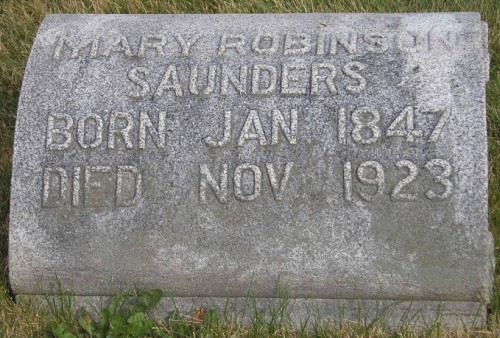 MARY ROBINSON
SAUNDERS
BORN JAN 1847
DIED NOV 1923